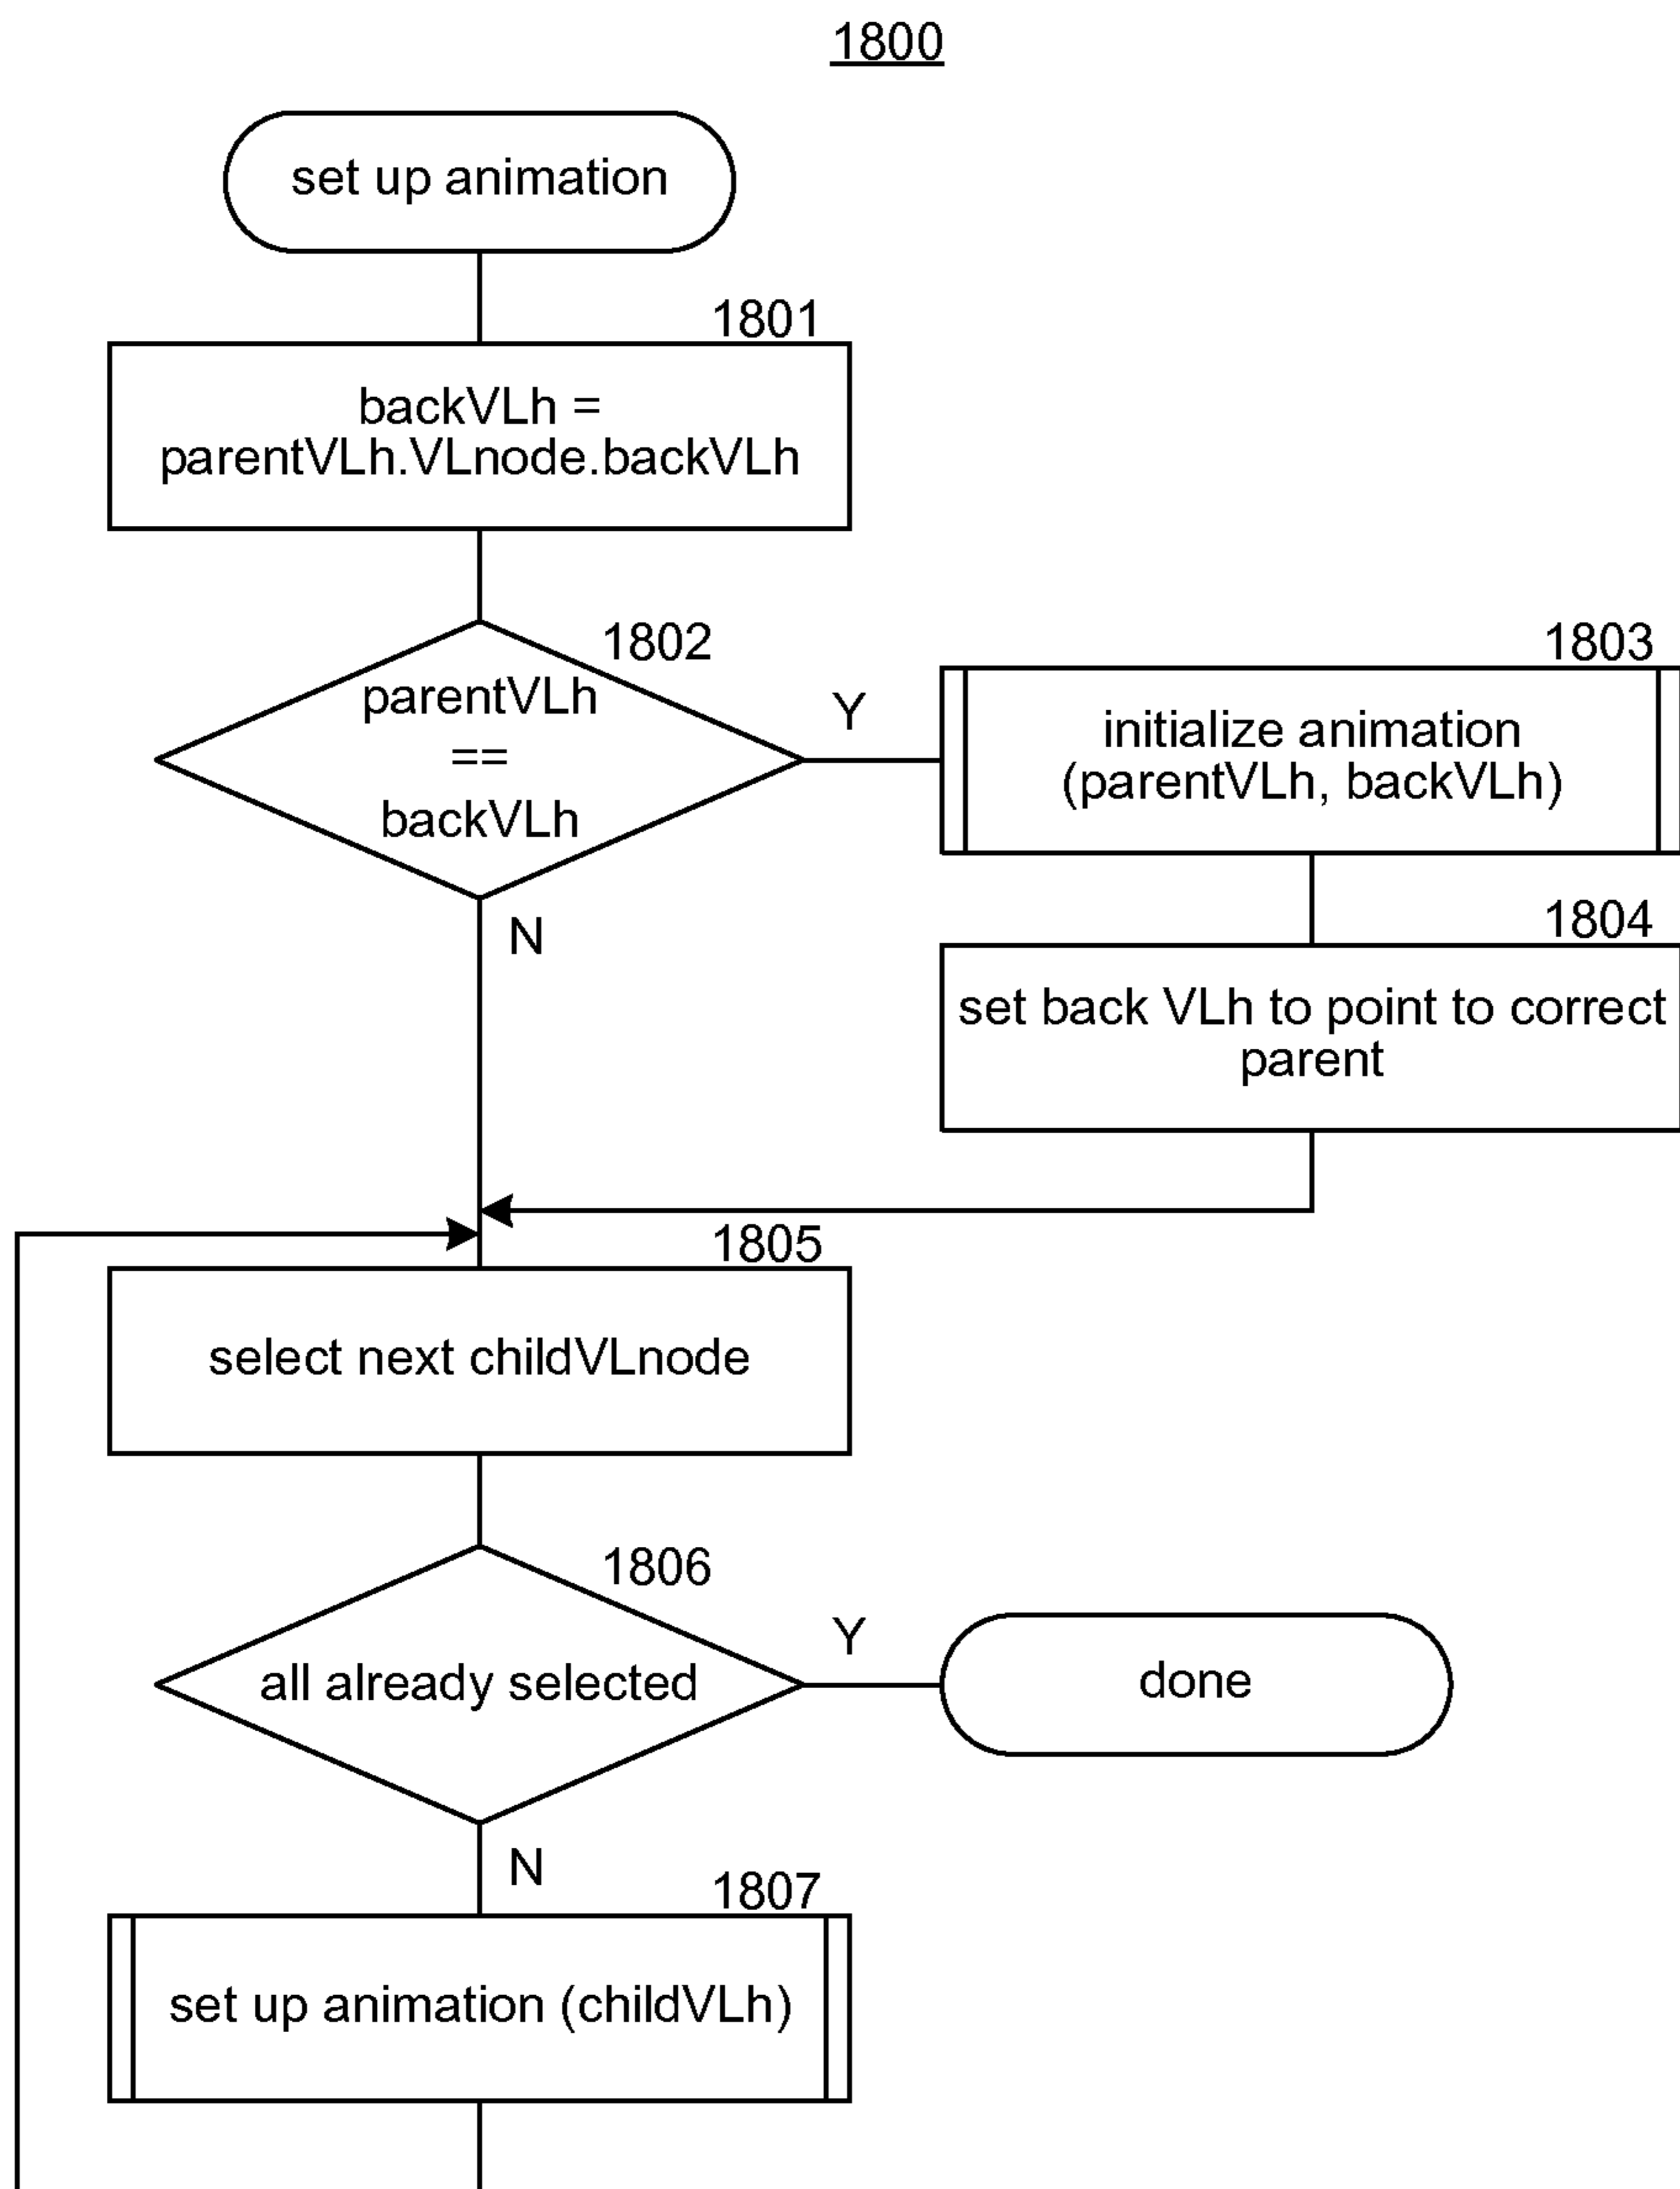 1800
set up animation
1801
backVLh =
parentVLh.VLnode.backVLh
1802
parentVLh
==
backVLh
Y
1803
initialize animation
(parentVLh, backVLh)
N
1804
set back VLh to point to correct
parent
1805
select next childVLnode
1806
all already selected
Y
done
N
1807
set up animation (childVLh)